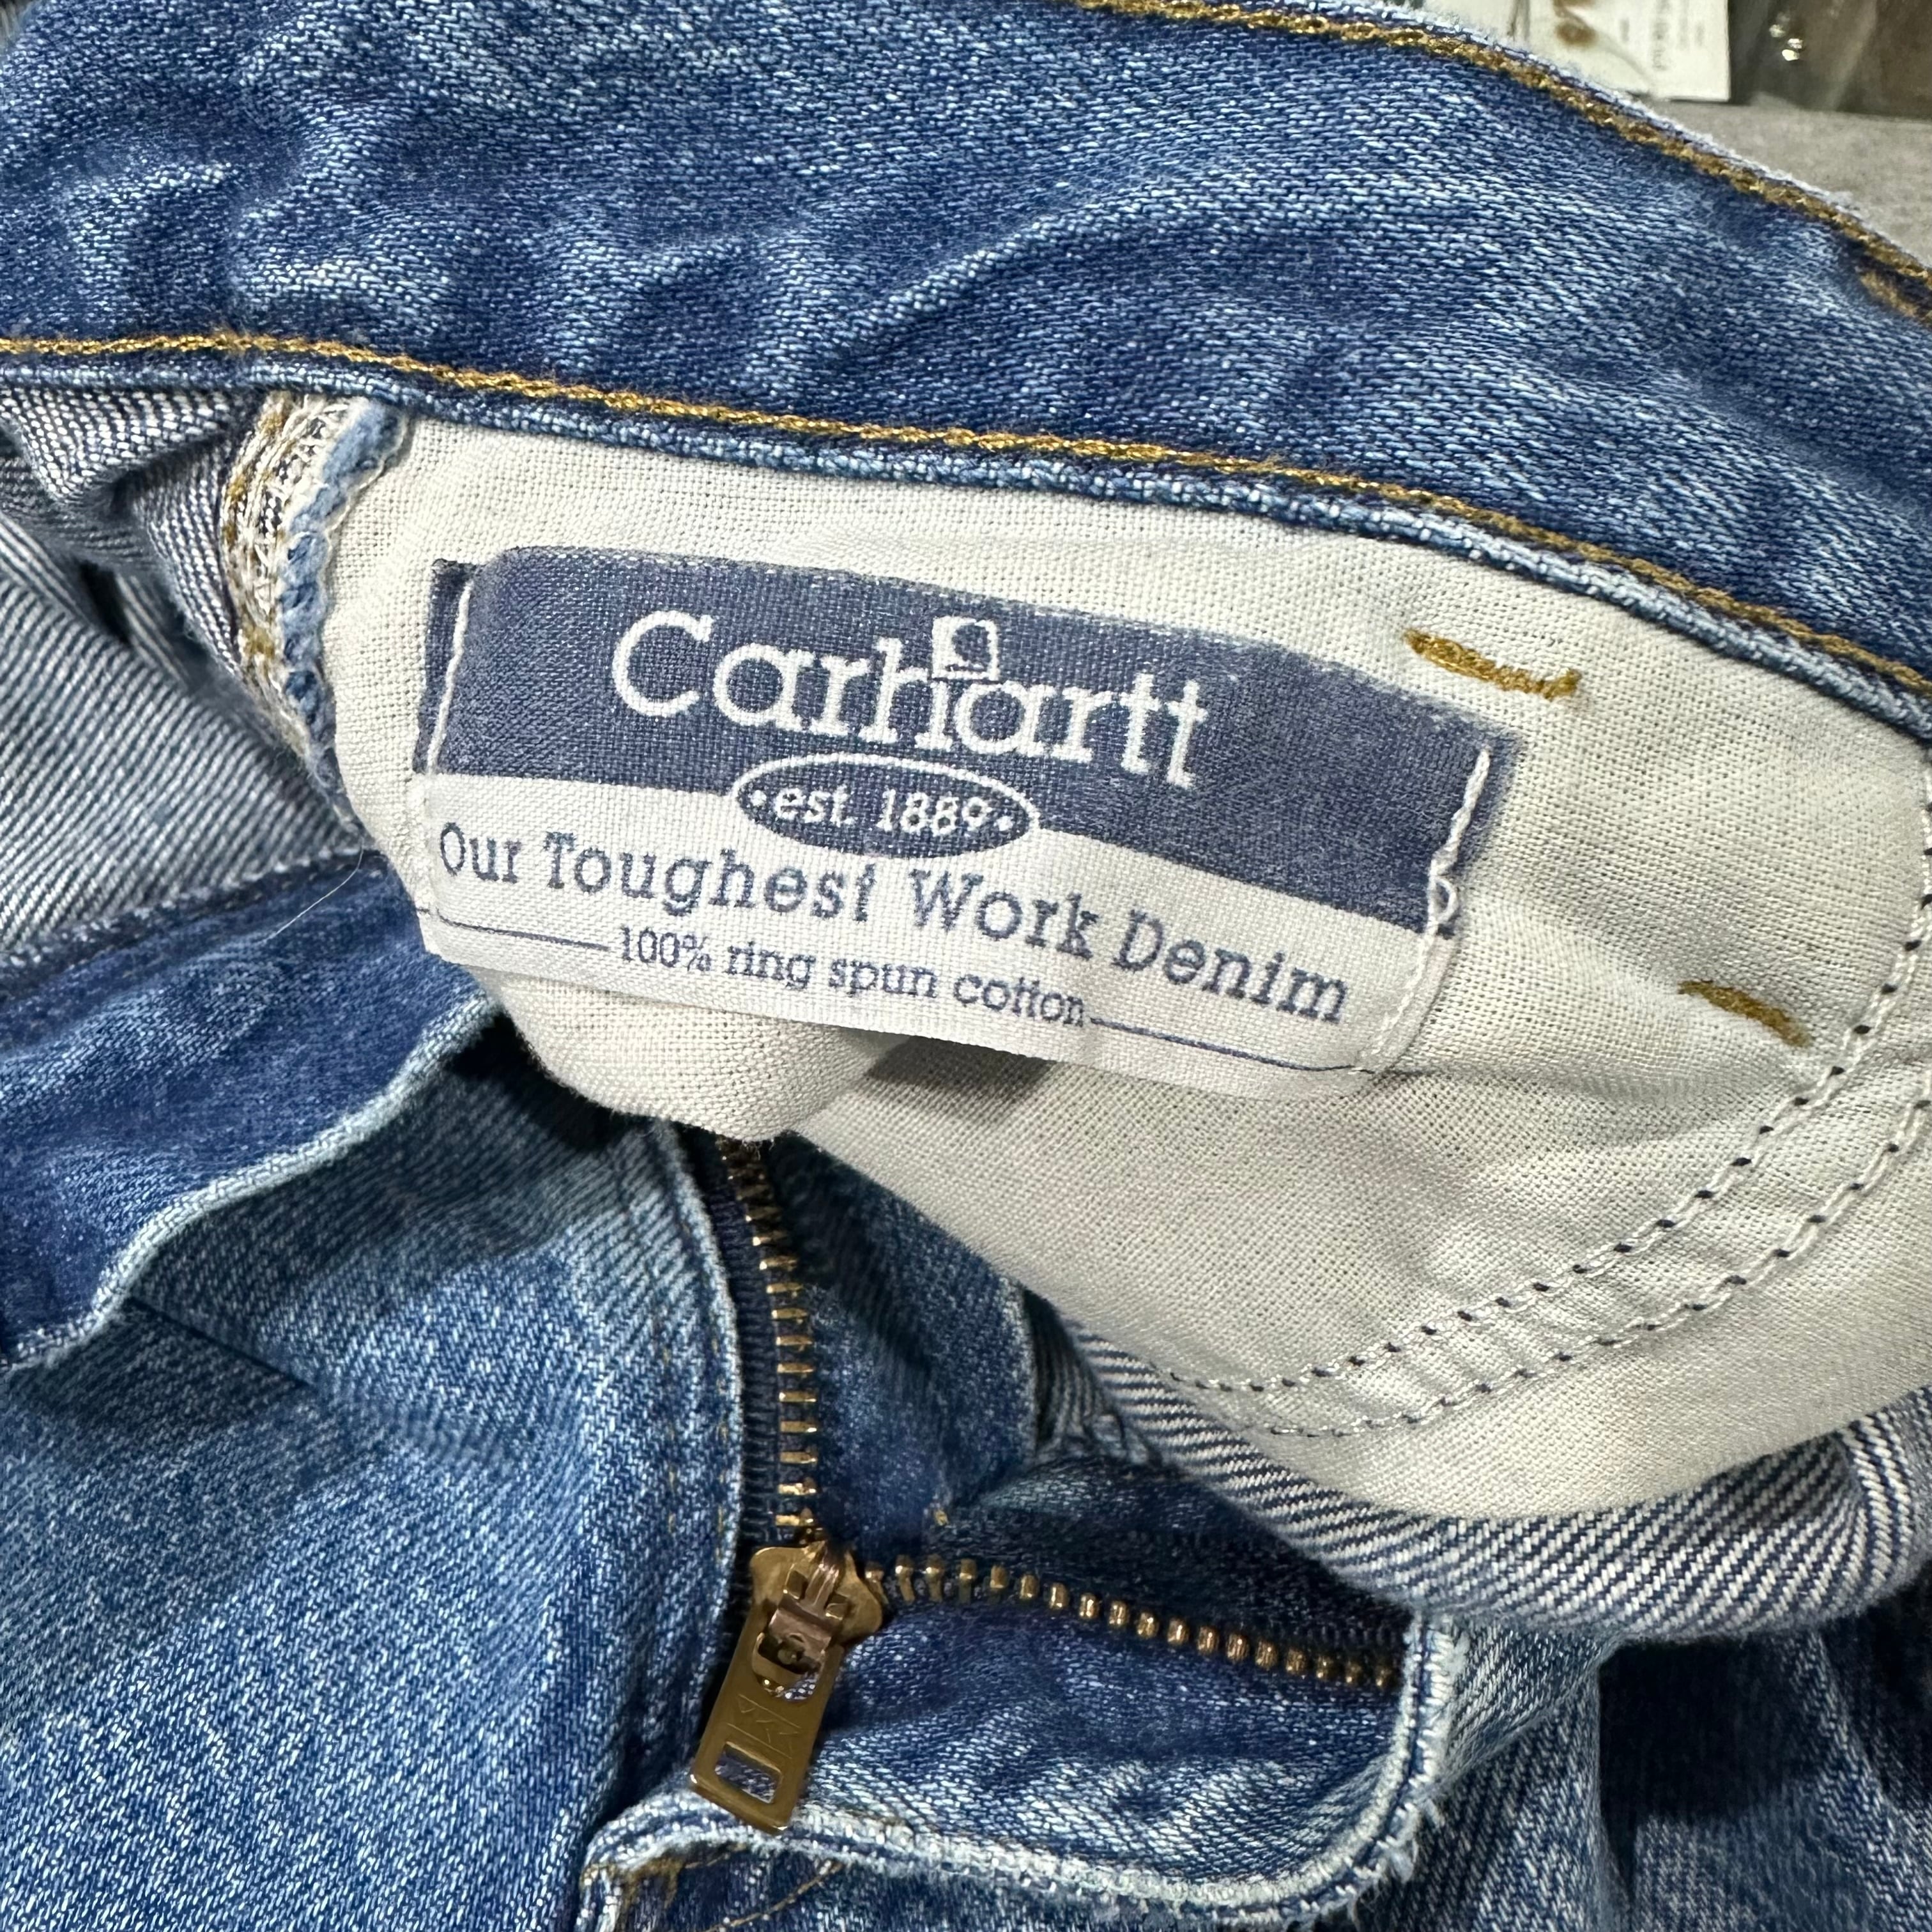 Carhartt
·est. 1889·
Our Toughest Work Denim
100% ring spun cotton